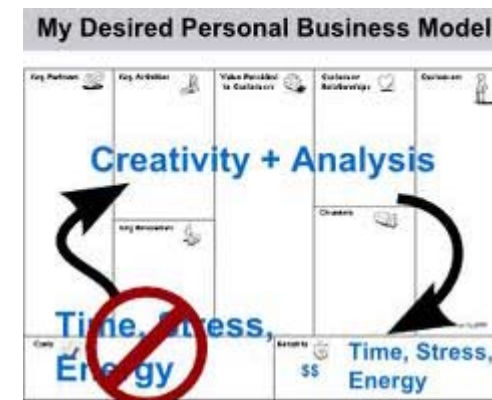 My Desired Personal Business Model
Key Partners
Key Activities
Value Provided
to Customers
Customer
Relationships
Customers
Creativity + Analysis
Key Resources
Channels
Time, Stress,
Energy
Costs
Benefits
$$
Time, Stress,
Energy